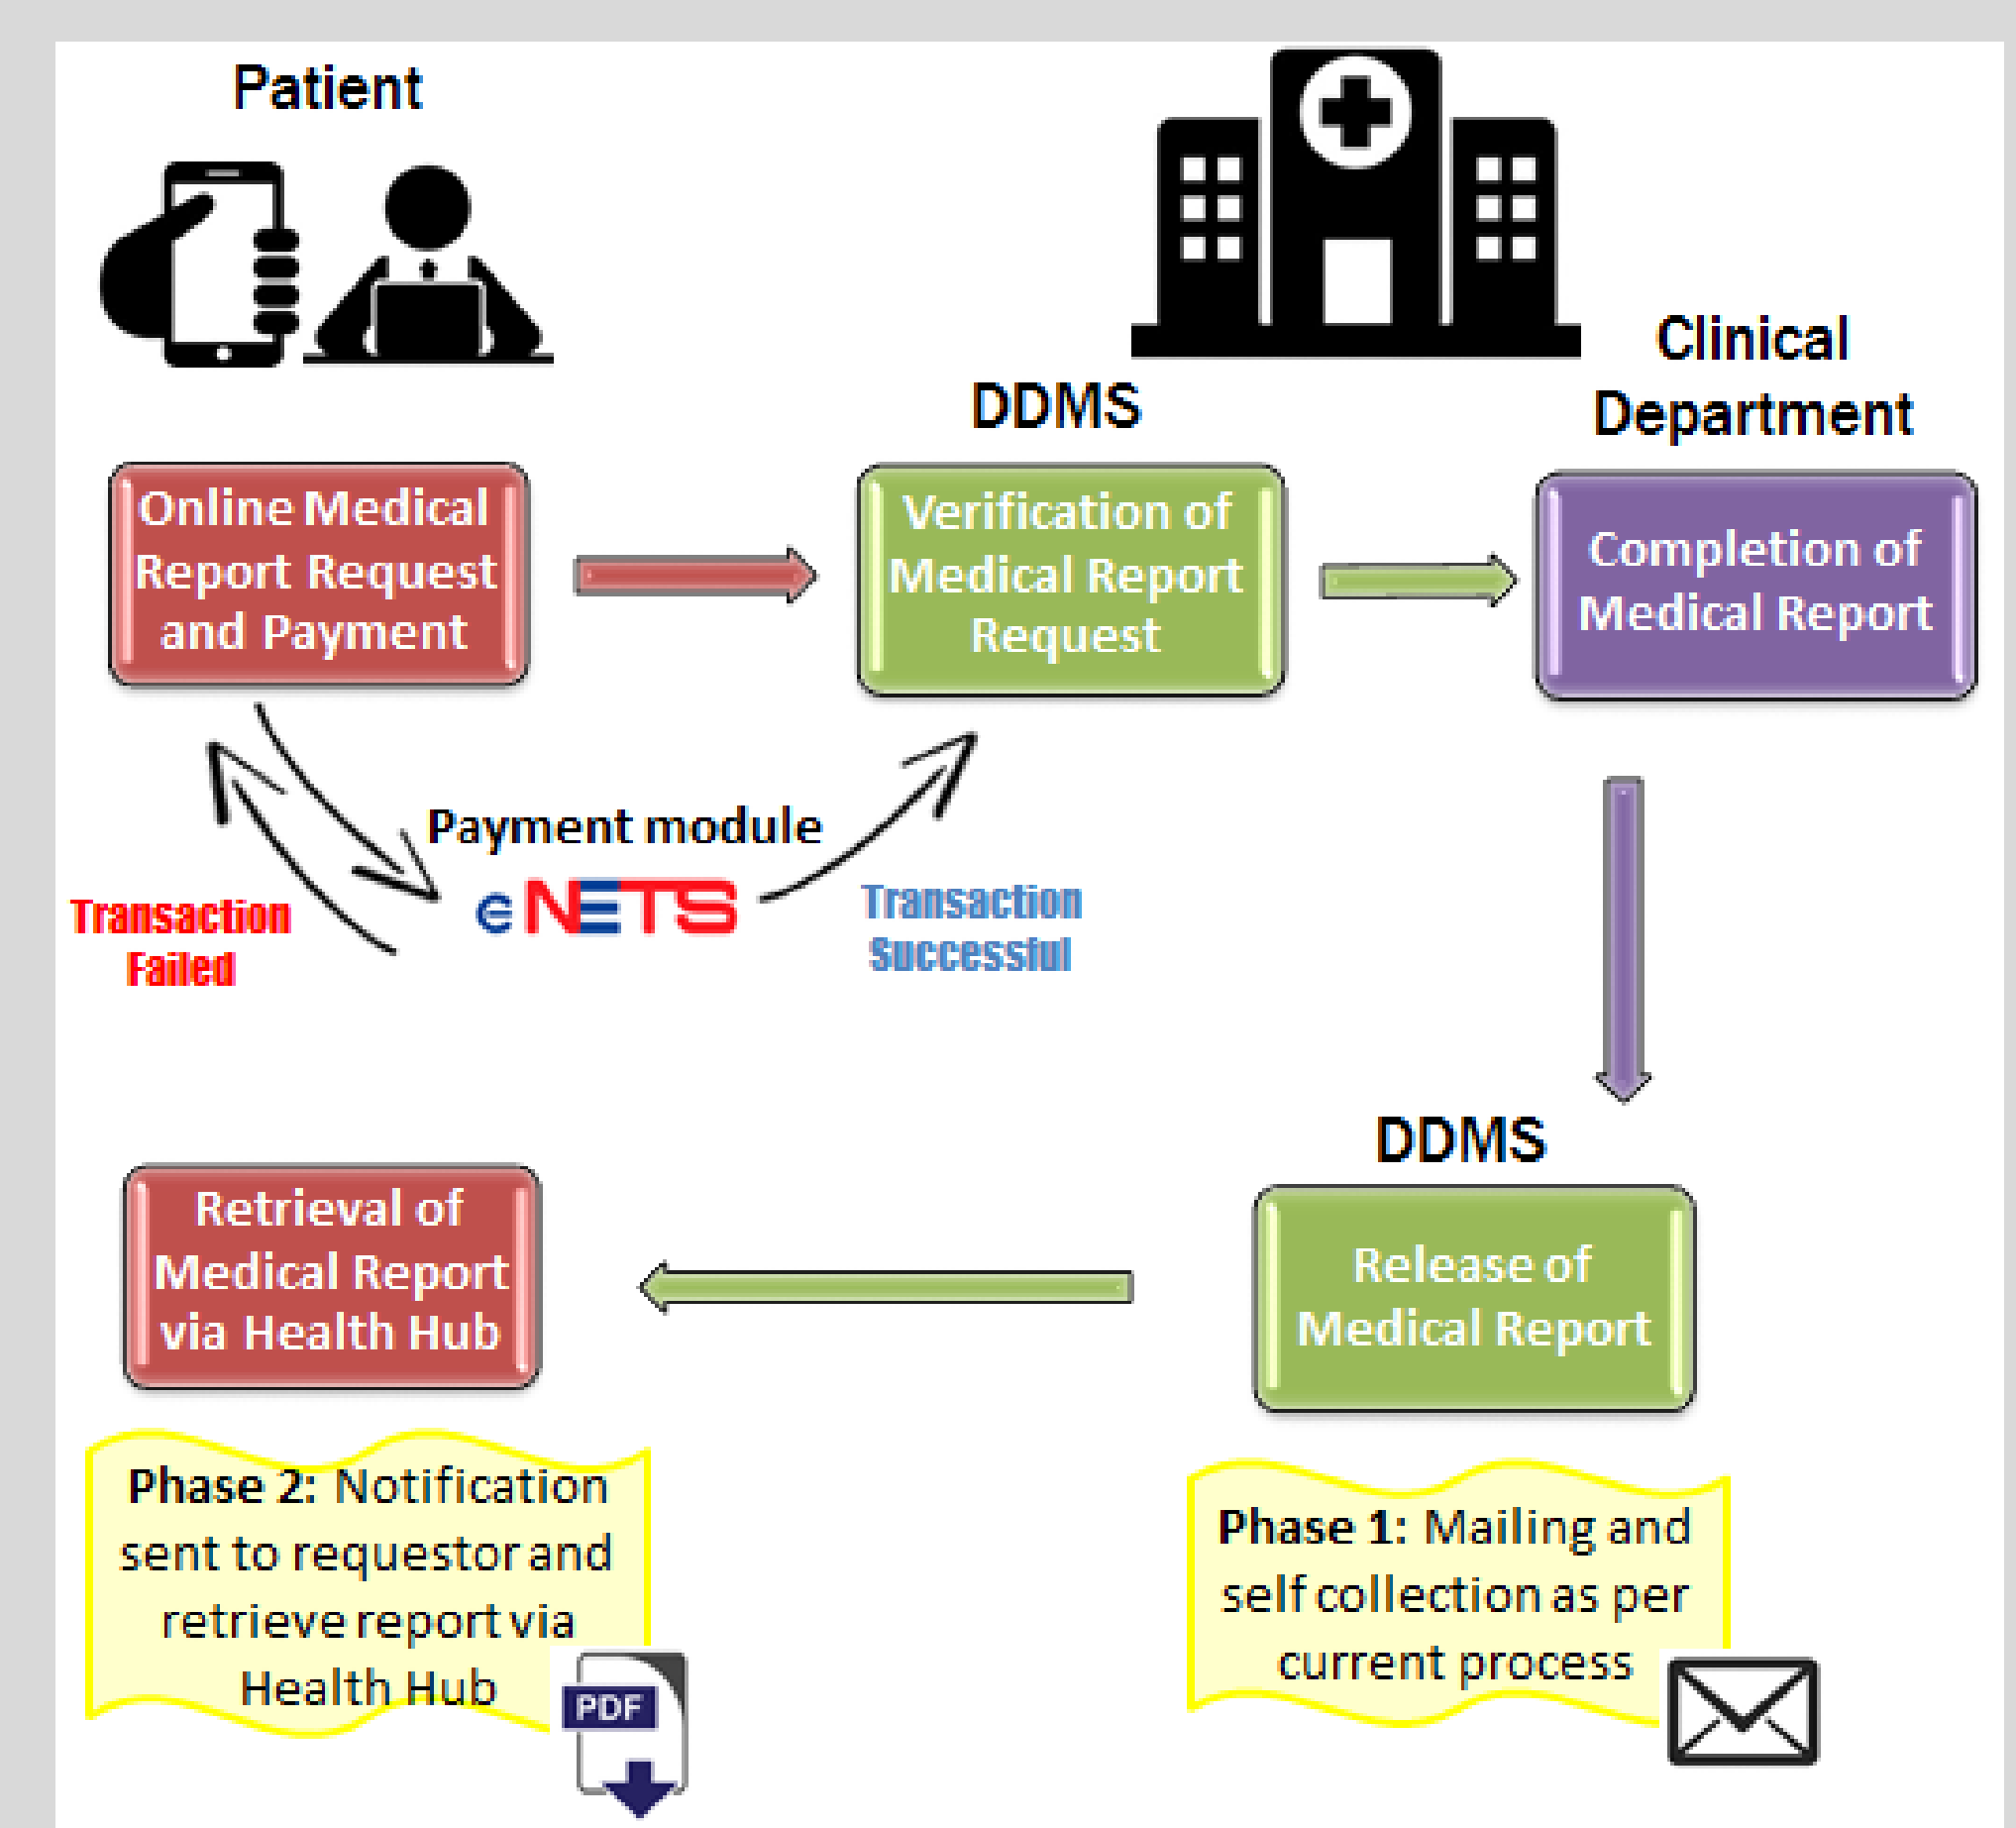 Patient
DDMS
Clinical
Department
Online Medical
Report Request
and Payment
Verification of
Medical Report
Request
Completion of
Medical Report
Payment module
eNETS
Transaction
Failed
Transaction
Successful
DDMS
Release of
Medical Report
Retrieval of
Medical Report
via Health Hub
Phase 2: Notification
sent to requestor and
retrieve report via
Health Hub
PDF
Phase 1: Mailing and
self collection as per
current process